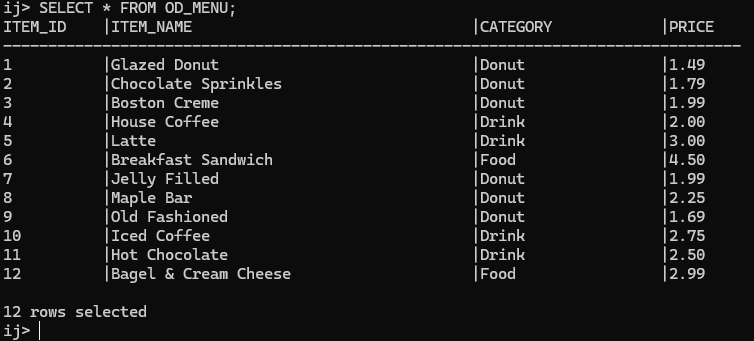 ij> SELECT * FROM OD_MENU;
ITEM_ID    |ITEM_NAME                               |CATEGORY            |PRICE
----------------------------------------------------------------------------------
1          |Glazed Donut                            |Donut               |1.49
2          |Chocolate Sprinkles                     |Donut               |1.79
3          |Boston Creme                            |Donut               |1.99
4          |House Coffee                            |Drink               |2.00
5          |Latte                                   |Drink               |3.00
6          |Breakfast Sandwich                      |Food                |4.50
7          |Jelly Filled                            |Donut               |1.99
8          |Maple Bar                               |Donut               |2.25
9          |Old Fashioned                           |Donut               |1.69
10         |Iced Coffee                             |Drink               |2.75
11         |Hot Chocolate                           |Drink               |2.50
12         |Bagel & Cream Cheese                    |Food                |2.99

12 rows selected
ij>